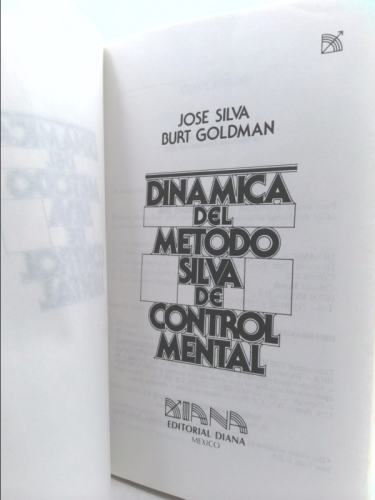 JOSE SILVA
BURT GOLDMAN
DINAMICA
DEL
METODO
SILVA
DE
CONTROL
MENTAL
DIANA
EDITORIAL DIANA
MEXICO